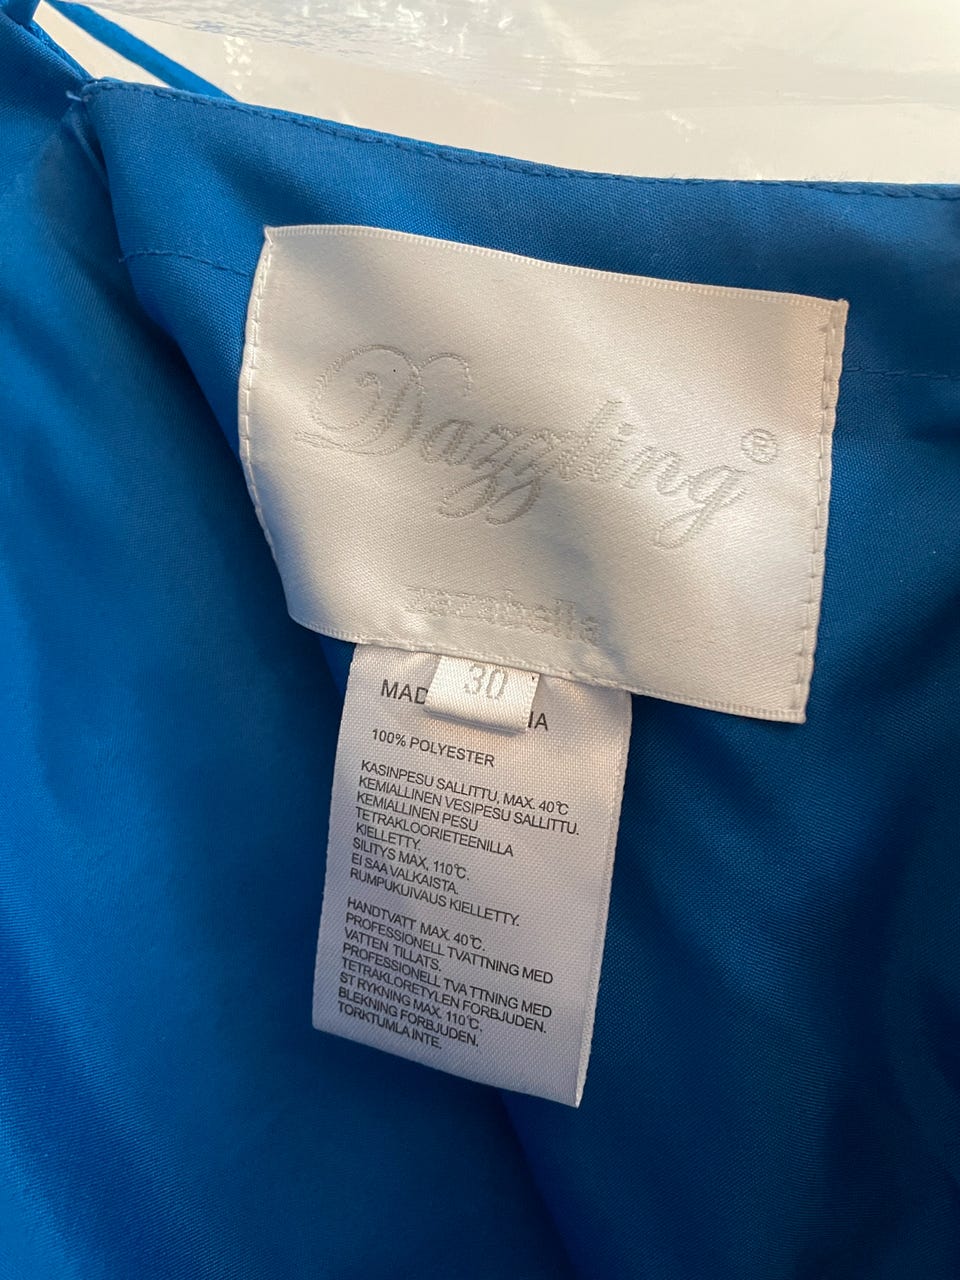 Dazzling®
zazabella
30
MAD IA
100% POLYESTER
KASINPESU SALLITTU, MAX. 40°C
KEMIALLINEN VESIPESU SALLITTU.
KEMIALLINEN PESU
TETRAKLOORIETEENILLA
KIELLETTY.
SILITYS MAX, 110°C.
EI SAA VALKAISTA.
RUMPUKUIVAUS KIELLETTY.
HANDTVATT MAX. 40°C.
PROFESSIONELL TVATTNING MED
VATTEN TILLATS.
PROFESSIONELL TVA TTNING MED
TETRAKLORETYLEN FORBJUDEN.
ST RYKNING MAX. 110°C.
BLEKNING FORBJUDEN.
TORKTUMLA INTE.